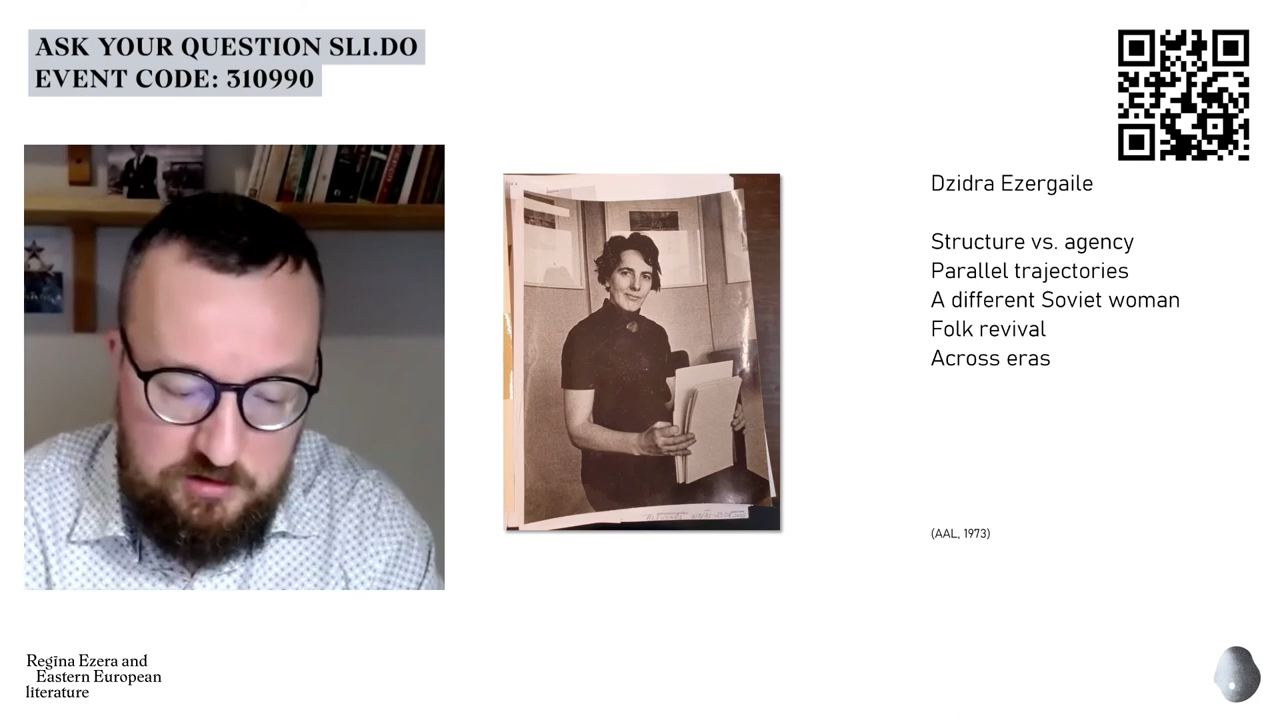 ASK YOUR QUESTION SLI.DO
EVENT CODE: 310990
Dzidra Ezergaile
Structure vs. agency
Parallel trajectories
A different Soviet woman
Folk revival
Across eras
(AAL, 1973)
Regīna Ezera and
Eastern European
literature